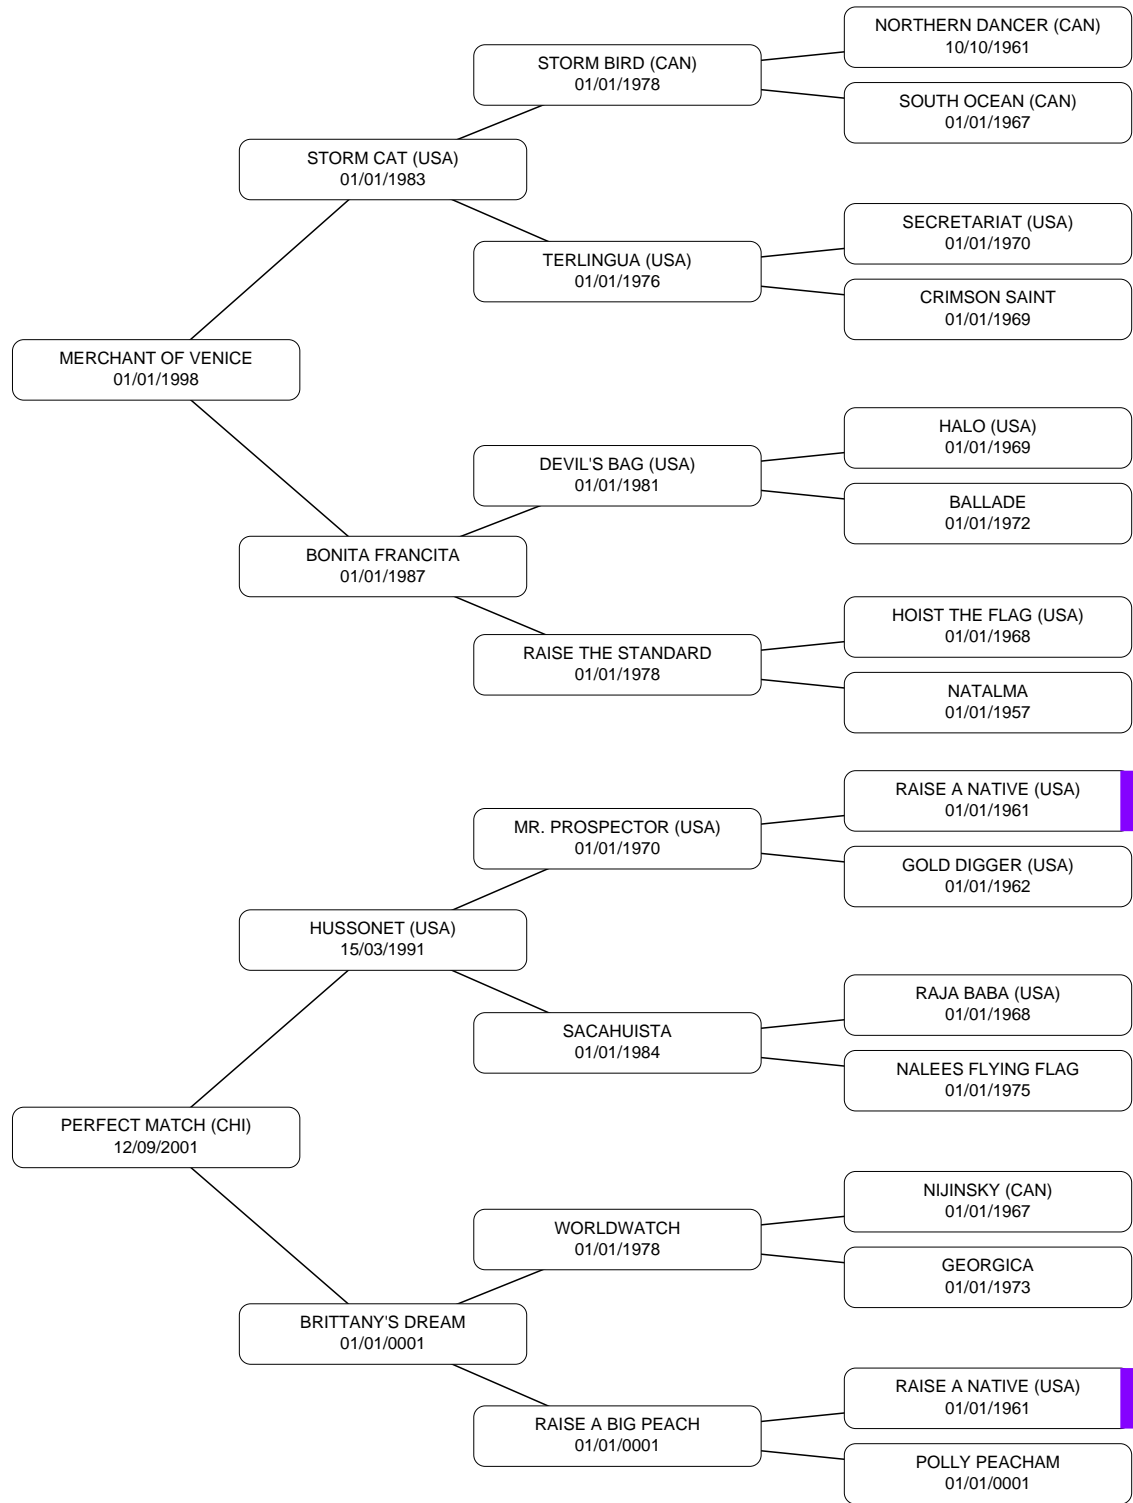 NORTHERN DANCER (CAN)
10/10/1961
STORM BIRD (CAN)
01/01/1978
SOUTH OCEAN (CAN)
01/01/1967
STORM CAT (USA)
01/01/1983
SECRETARIAT (USA)
01/01/1970
TERLINGUA (USA)
01/01/1976
CRIMSON SAINT
01/01/1969
MERCHANT OF VENICE
01/01/1998
HALO (USA)
01/01/1969
DEVIL'S BAG (USA)
01/01/1981
BALLADE
01/01/1972
BONITA FRANCITA
01/01/1987
HOIST THE FLAG (USA)
01/01/1968
RAISE THE STANDARD
01/01/1978
NATALMA
01/01/1957
RAISE A NATIVE (USA)
01/01/1961
MR. PROSPECTOR (USA)
01/01/1970
GOLD DIGGER (USA)
01/01/1962
HUSSONET (USA)
15/03/1991
RAJA BABA (USA)
01/01/1968
SACAHUISTA
01/01/1984
NALEES FLYING FLAG
01/01/1975
PERFECT MATCH (CHI)
12/09/2001
NIJINSKY (CAN)
01/01/1967
WORLDWATCH
01/01/1978
GEORGICA
01/01/1973
BRITTANY'S DREAM
01/01/0001
RAISE A NATIVE (USA)
01/01/1961
RAISE A BIG PEACH
01/01/0001
POLLY PEACHAM
01/01/0001